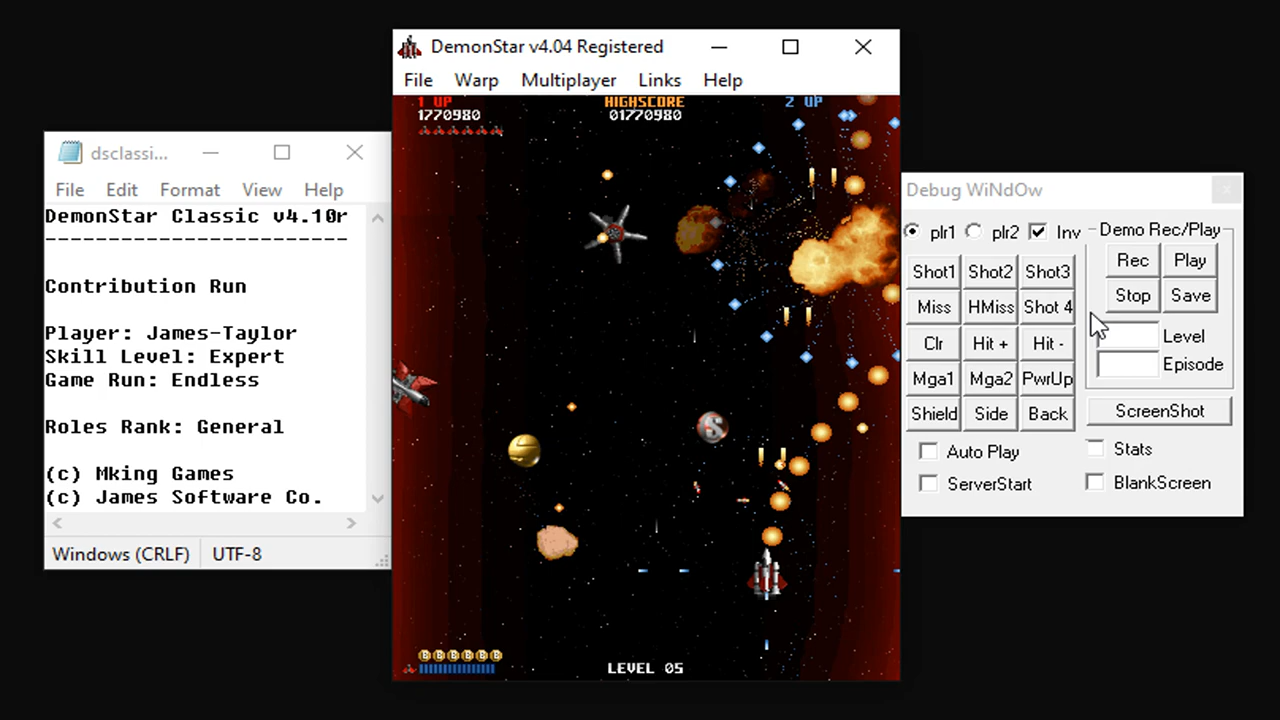 dsclassi...
File Edit Format View Help
DemonStar Classic v4.10r
------------------------
Contribution Run
Player: James-Taylor
Skill Level: Expert
Game Run: Endless
Roles Rank: General
(c) Mking Games
(c) James Software Co.
Windows (CRLF) UTF-8
DemonStar v4.04 Registered
File Warp Multiplayer Links Help
1 UP HIGHSCORE 2 UP
1770980 01770980
S
B B B B B B
LEVEL 05
Debug WiNdOw
plr1 plr2 Inv
Demo Rec/Play
Shot1 Shot2 Shot3
Rec Play
Miss HMiss Shot 4
Stop Save
Clr Hit + Hit -
Level
Mga1 Mga2 PwrUp
Episode
Shield Side Back
ScreenShot
Auto Play
Stats
ServerStart
BlankScreen